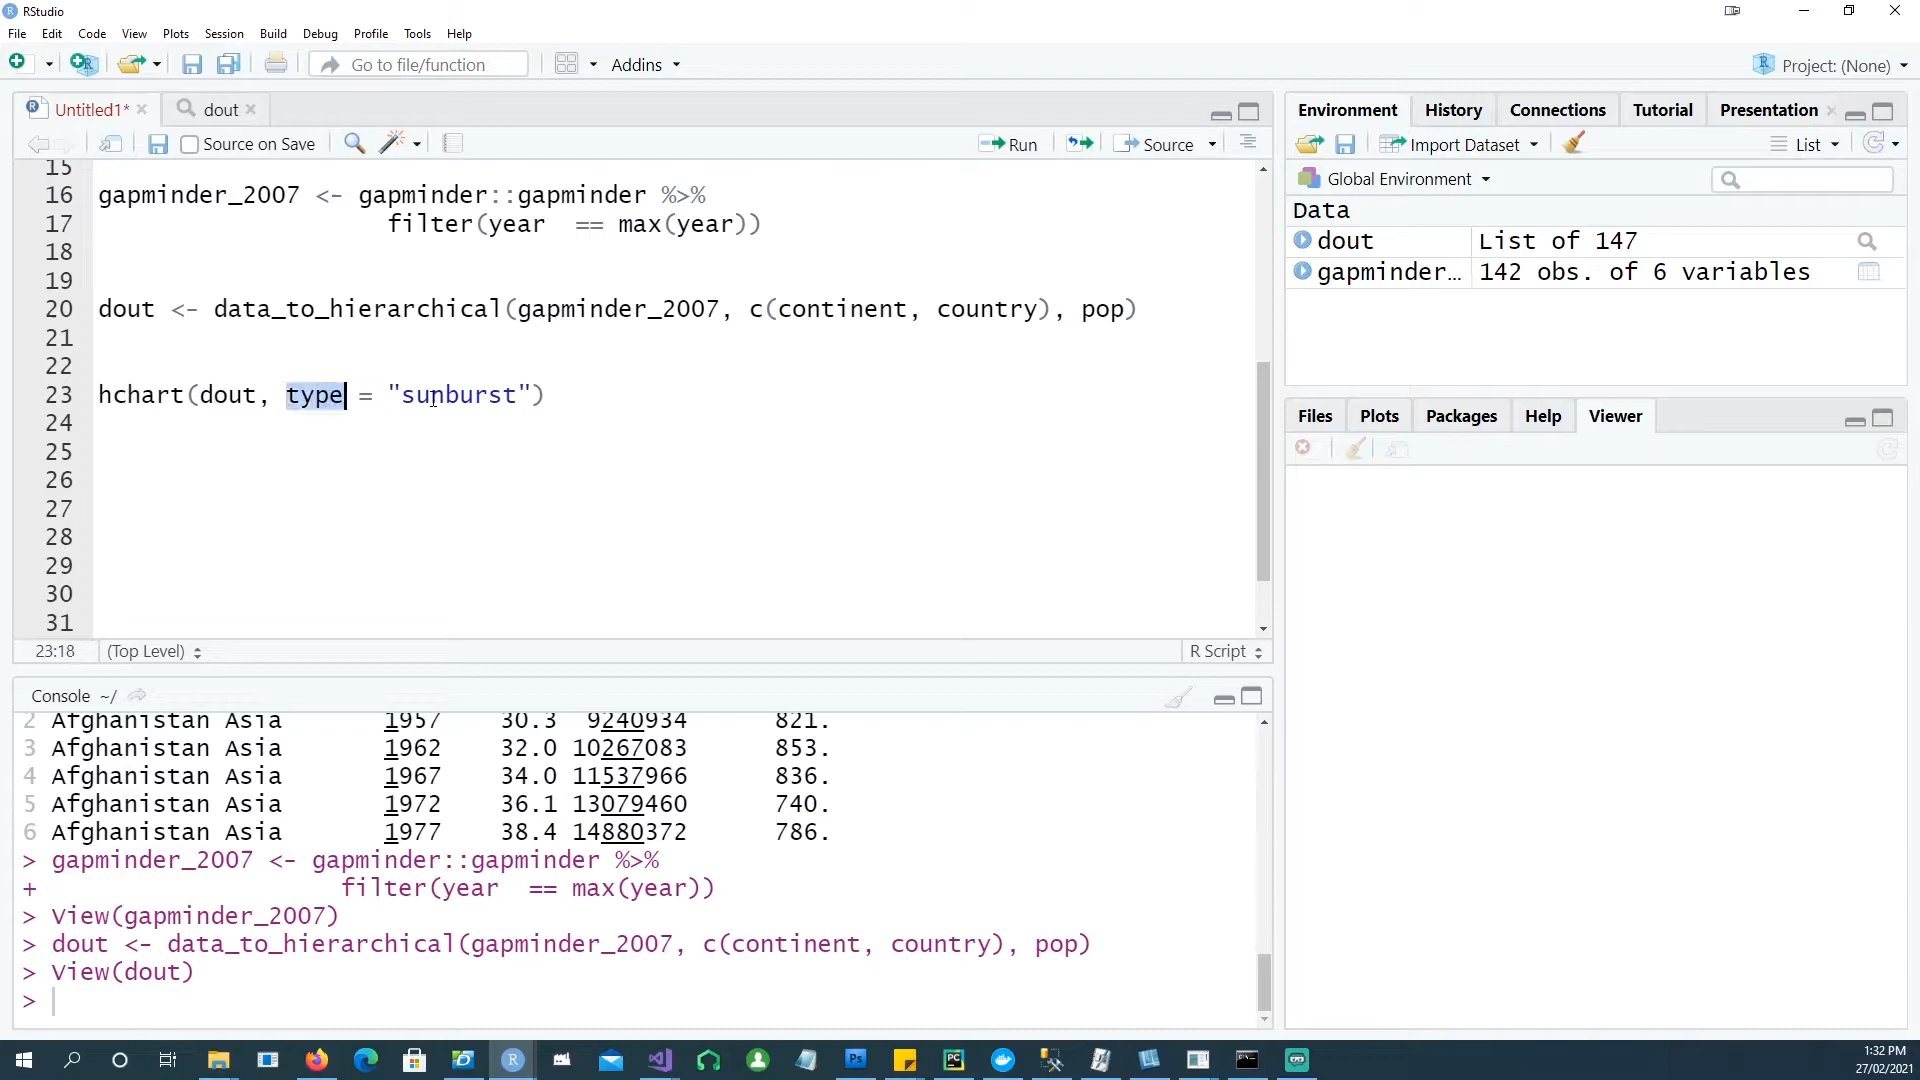 RStudio
File Edit Code View Plots Session Build Debug Profile Tools Help
Go to file/function Addins Project: (None)
Untitled1* dout
Source on Save Run Source
15
16 gapminder_2007 <- gapminder::gapminder %>%
17 filter(year  == max(year))
18
19
20 dout <- data_to_hierarchical(gapminder_2007, c(continent, country), pop)
21
22
23 hchart(dout, type = "sunburst")
24
25
26
27
28
29
30
31
23:18 (Top Level) R Script
Console ~/
2 Afghanistan Asia 1957 30.3 9240934 821.
3 Afghanistan Asia 1962 32.0 10267083 853.
4 Afghanistan Asia 1967 34.0 11537966 836.
5 Afghanistan Asia 1972 36.1 13079460 740.
6 Afghanistan Asia 1977 38.4 14880372 786.
> gapminder_2007 <- gapminder::gapminder %>%
+ filter(year  == max(year))
> View(gapminder_2007)
> dout <- data_to_hierarchical(gapminder_2007, c(continent, country), pop)
> View(dout)
>
Environment History Connections Tutorial Presentation
Import Dataset List
Global Environment
Data
dout List of 147
gapminder… 142 obs. of 6 variables
Files Plots Packages Help Viewer
1:32 PM
27/02/2021